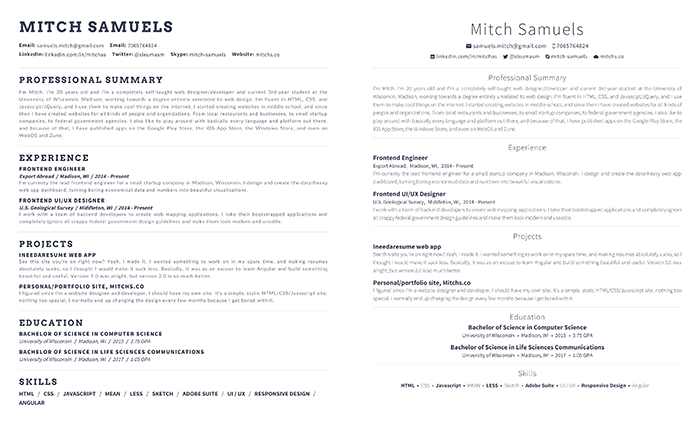 MITCH SAMUELS
Email: samuels.mitch@gmail.com Email: 7065764824
LinkedIn: linkedin.com/in/mitchas Twitter: @sleumasm Skype: mitch-samuels Website: mitchs.co
PROFESSIONAL SUMMARY
I'm Mitch. I'm 20 years old and I'm a completely self-taught web designer/developer and current 3rd-year student at the
University of Wisconsin, Madison, working towards a degree entirely unrelated to web design. I'm fluent in HTML, CSS, and
Javascript/JQuery, and I use them to make cool things on the internet. I started creating websites in middle school, and since
then I have created websites for all kinds of people and organizations. From local restaurants and businesses, to small startup
companies, to federal government agencies. I also like to play around with basically every language and platform out there,
and because of that, I have published apps on the Google Play Store, the iOS App Store, the Windows Store, and even on
WebOS and Zune.
EXPERIENCE
FRONTEND ENGINEER
Export Abroad / Madison, WI / 2014 - Present
I'm currently the lead frontend engineer for a small startup company in Madison, Wisconsin. I design and create the data-heavy
web app dashboard, turning boring economical data and numbers into beautiful visualizations.
FRONTEND UI/UX DESIGNER
U.S. Geological Survey / Middleton, WI / 2014 - Present
I work with a team of backend developers to create web mapping applications. I take their bootstrapped applications and
completely ignore all crappy federal government design guidelines and make them look modern and useable.
PROJECTS
INEEDARESUME WEB APP
See this site you're on right now? Yeah, I made it. I wanted something to work on in my spare time, and making resumes
absolutely sucks, so I thought I would make it suck less. Basically, it was an excuse to learn Angular and build something
beautiful and useful. Version 1.0 was alright, but version 2.0 is so much better.
PERSONAL/PORTFOLIO SITE, MITCHS.CO
I figured since I'm a website designer and developer, I should have my own site. It's a simple, static HTML/CSS/Javascript site,
nothing too special. I normally end up changing the design every few months because I get bored with it.
EDUCATION
BACHELOR OF SCIENCE IN COMPUTER SCIENCE
University of Wisconsin / Madison, WI / 2015 / 3.75 GPA
BACHELOR OF SCIENCE IN LIFE SCIENCES COMMUNICATIONS
University of Wisconsin / Madison, WI / 2017 / 1.05 GPA
SKILLS
HTML / CSS / JAVASCRIPT / MEAN / LESS / SKETCH / ADOBE SUITE / UI / UX / RESPONSIVE DESIGN /
ANGULAR
Mitch Samuels
samuels.mitch@gmail.com 7065764824
linkedin.com/in/mitchas @sleumasm mitch-samuels mitchs.co
Professional Summary
I'm Mitch. I'm 20 years old and I'm a completely self-taught web designer/developer and current 3rd-year student at the
University of Wisconsin, Madison, working towards a degree entirely unrelated to web design. I'm fluent in HTML, CSS, and Javascript/JQuery, and I use
them to make cool things on the internet. I started creating websites in middle school, and since then I have created websites for all kinds of
people and organizations. From local restaurants and businesses, to small startup companies, to federal government agencies. I also like to play
around with basically every language and platform out there, and because of that, I have published apps on the Google Play Store, the
iOS App Store, the Windows Store, and even on WebOS and Zune.
Experience
Frontend Engineer
Export Abroad, Madison, WI, 2014 - Present
I'm currently the lead frontend engineer for a small startup company in Madison, Wisconsin. I design and create the data-heavy web app
dashboard, turning boring economical data and numbers into beautiful visualizations.
Frontend UI/UX Designer
U.S. Geological Survey, Middleton, WI, 2014 - Present
I work with a team of backend developers to create web mapping applications. I take their bootstrapped applications and completely ignore
all crappy federal government design guidelines and make them look modern and useable.
Projects
Ineedaresume web app
See this site you're on right now? Yeah, I made it. I wanted something to work on in my spare time, and making resumes absolutely sucks, so I
thought I would make it suck less. Basically, it was an excuse to learn Angular and build something beautiful and useful. Version 1.0 was
alright, but version 2.0 is so much better.
Personal/portfolio site, Mitchs.co
I figured since I'm a website designer and developer, I should have my own site. It's a simple, static HTML/CSS/Javascript site, nothing too
special. I normally end up changing the design every few months because I get bored with it.
Education
Bachelor of Science in Computer Science
University of Wisconsin • Madison, WI • 2015 • 3.75 GPA
Bachelor of Science in Life Sciences Communications
University of Wisconsin • Madison, WI • 2017 • 1.05 GPA
Skills
HTML • CSS • Javascript • MEAN • LESS • Sketch • Adobe Suite • UI / UX • Responsive Design • Angular